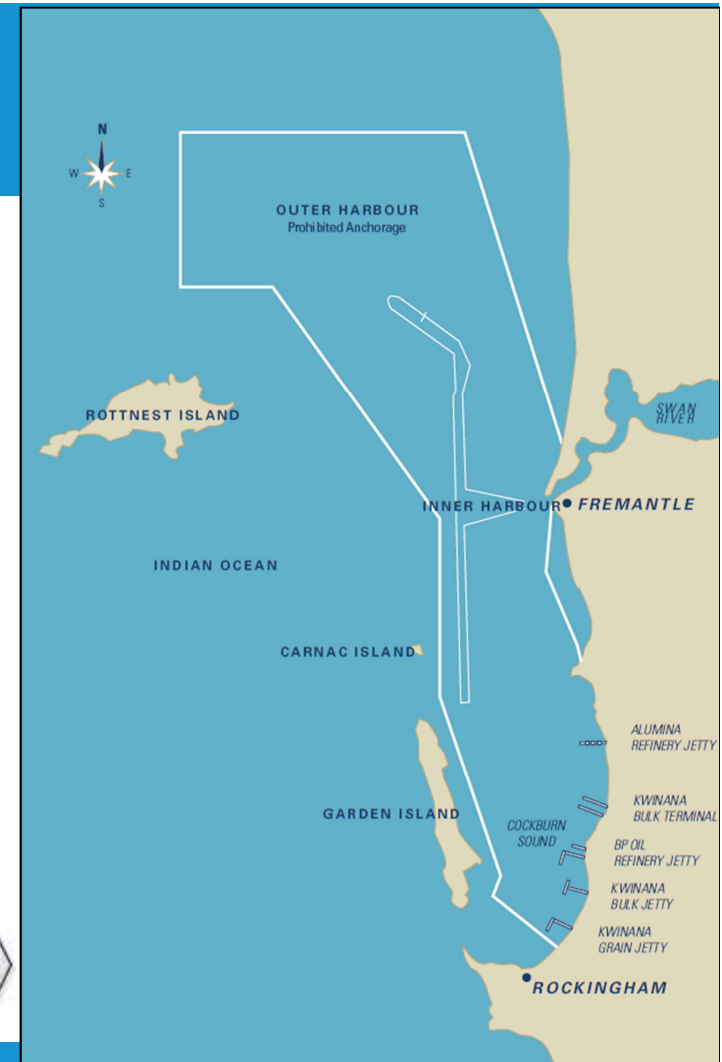 N
W E
S
OUTER HARBOUR
Prohibited Anchorage
ROTTNEST ISLAND
SWAN
RIVER
INNER HARBOUR
FREMANTLE
INDIAN OCEAN
CARNAC ISLAND
ALUMINA
REFINERY JETTY
GARDEN ISLAND
KWINANA
BULK TERMINAL
COCKBURN
SOUND
BP OIL
REFINERY JETTY
KWINANA
BULK JETTY
KWINANA
GRAIN JETTY
ROCKINGHAM